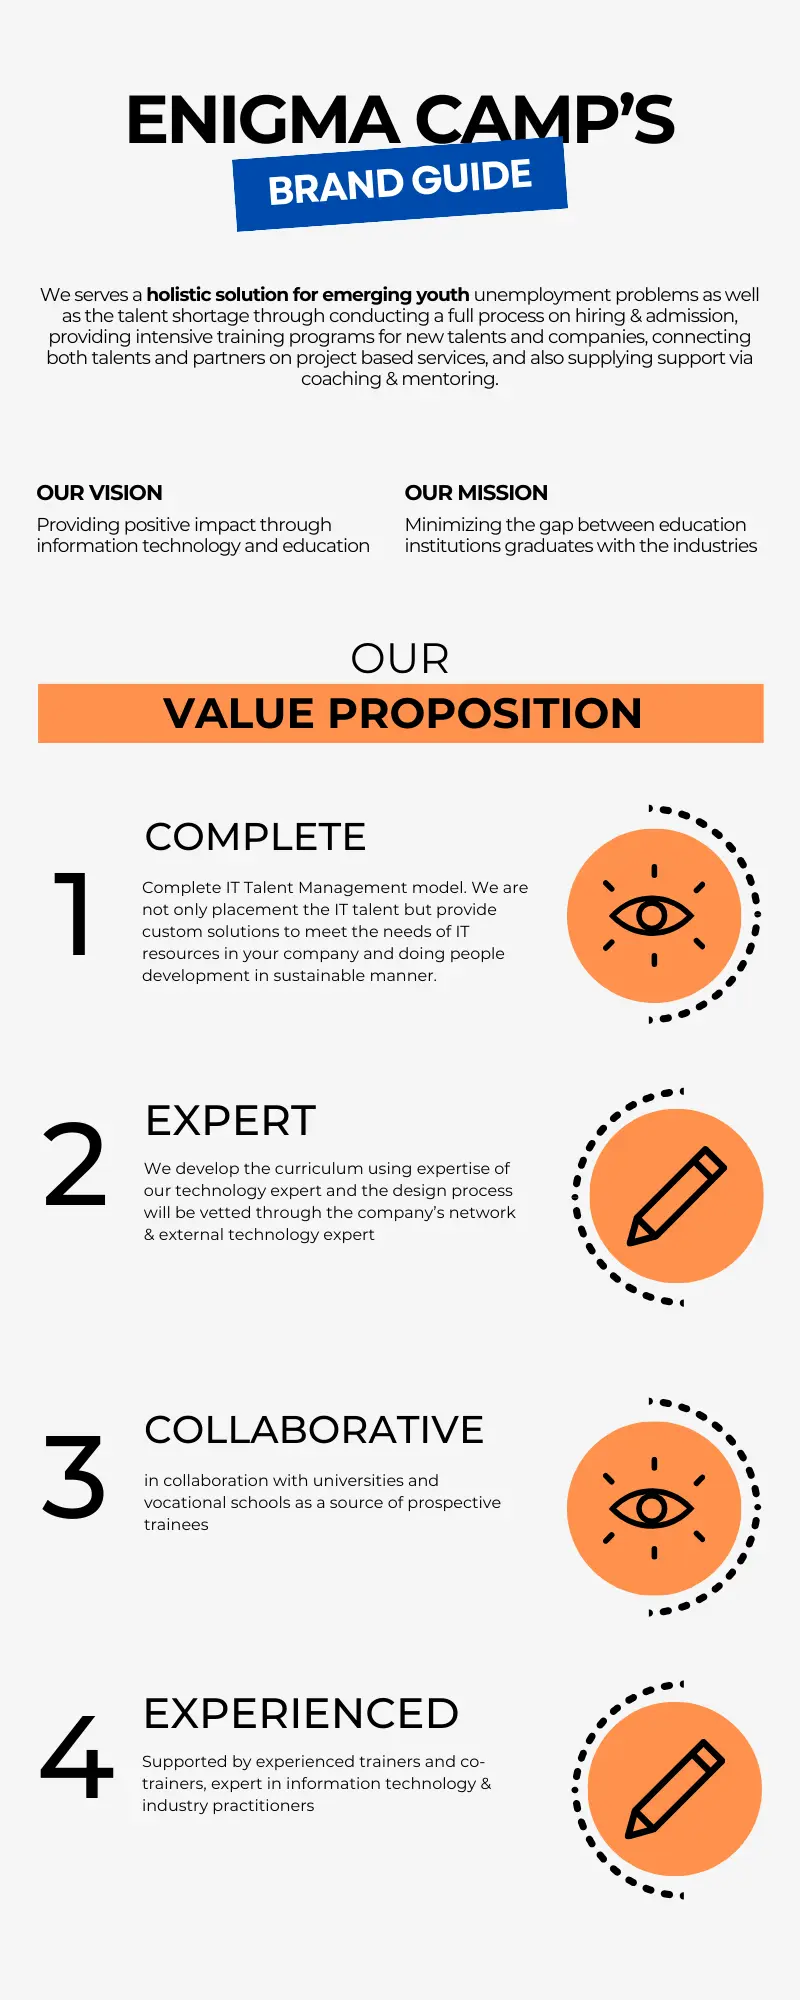 ENIGMA CAMP’S
BRAND GUIDE
We serves a holistic solution for emerging youth unemployment problems as well
as the talent shortage through conducting a full process on hiring & admission,
providing intensive training programs for new talents and companies, connecting
both talents and partners on project based services, and also supplying support via
coaching & mentoring.
OUR VISION
Providing positive impact through
information technology and education
OUR MISSION
Minimizing the gap between education
institutions graduates with the industries
OUR
VALUE PROPOSITION
1
COMPLETE
Complete IT Talent Management model. We are
not only placement the IT talent but provide
custom solutions to meet the needs of IT
resources in your company and doing people
development in sustainable manner.
2
EXPERT
We develop the curriculum using expertise of
our technology expert and the design process
will be vetted through the company’s network
& external technology expert
3
COLLABORATIVE
in collaboration with universities and
vocational schools as a source of prospective
trainees
4
EXPERIENCED
Supported by experienced trainers and co-
trainers, expert in information technology &
industry practitioners